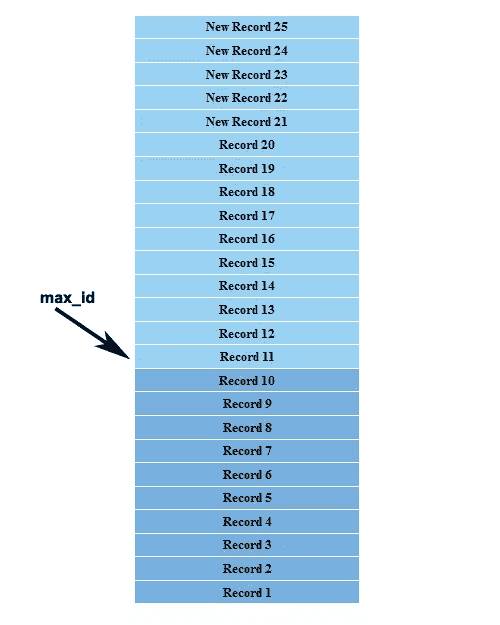 New Record 25
New Record 24
New Record 23
New Record 22
New Record 21
Record 20
Record 19
Record 18
Record 17
Record 16
Record 15
Record 14
max_id
Record 13
Record 12
Record 11
Record 10
Record 9
Record 8
Record 7
Record 6
Record 5
Record 4
Record 3
Record 2
Record 1